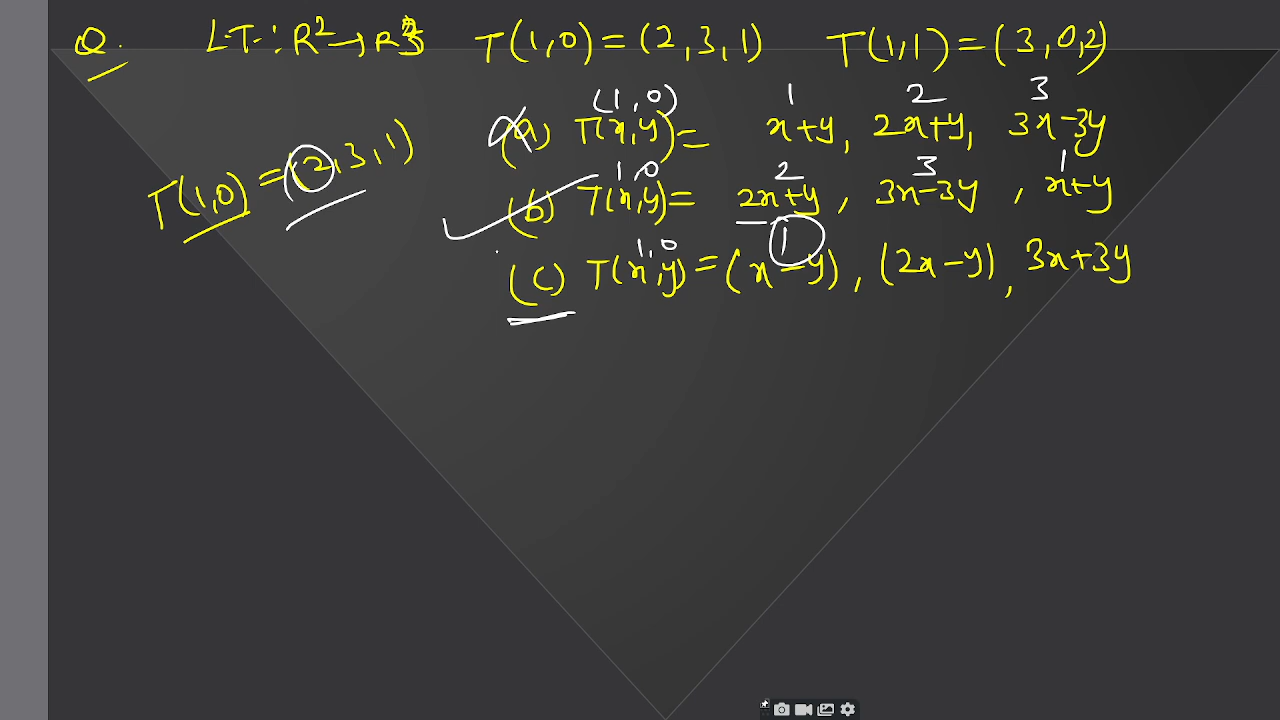 Q. L.T.: R² → R³ T(1,0) = (2,3,1) T(1,1) = (3,0,2)
(1,0) 1 2 3
(a) T(x,y) = x+y, 2x+y, 3x-3y
T(1,0) = (2,3,1)
1,0 2 3 1
(b) T(x,y) = 2x+y, 3x-3y, x+y
1,0 1
(c) T(x,y) = (x-y), (2x-y), 3x+3y